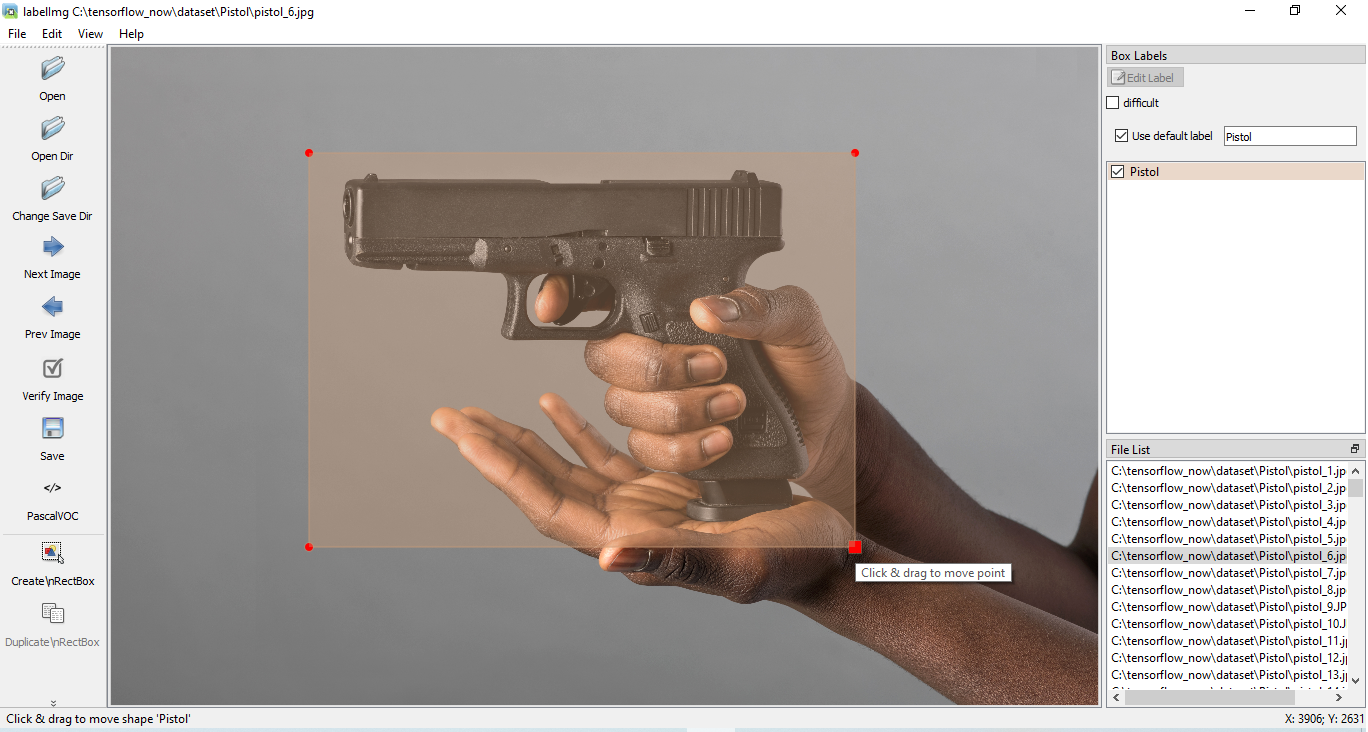 labelImg C:\tensorflow_now\dataset\Pistol\pistol_6.jpg
File Edit View Help
Open
Open Dir
Change Save Dir
Next Image
Prev Image
Verify Image
Save
</>
PascalVOC
Create\nRectBox
Duplicate\nRectBox
Click & drag to move point
Box Labels
Edit Label
difficult
Use default label Pistol
Pistol
File List
C:\tensorflow_now\dataset\Pistol\pistol_1.jp
C:\tensorflow_now\dataset\Pistol\pistol_2.jp
C:\tensorflow_now\dataset\Pistol\pistol_3.jp
C:\tensorflow_now\dataset\Pistol\pistol_4.jp
C:\tensorflow_now\dataset\Pistol\pistol_5.jp
C:\tensorflow_now\dataset\Pistol\pistol_6.jp
C:\tensorflow_now\dataset\Pistol\pistol_7.jp
C:\tensorflow_now\dataset\Pistol\pistol_8.jp
C:\tensorflow_now\dataset\Pistol\pistol_9.JP
C:\tensorflow_now\dataset\Pistol\pistol_10.J
C:\tensorflow_now\dataset\Pistol\pistol_11.j
C:\tensorflow_now\dataset\Pistol\pistol_12.j
C:\tensorflow_now\dataset\Pistol\pistol_13.j
Click & drag to move shape 'Pistol'
X: 3906; Y: 2631